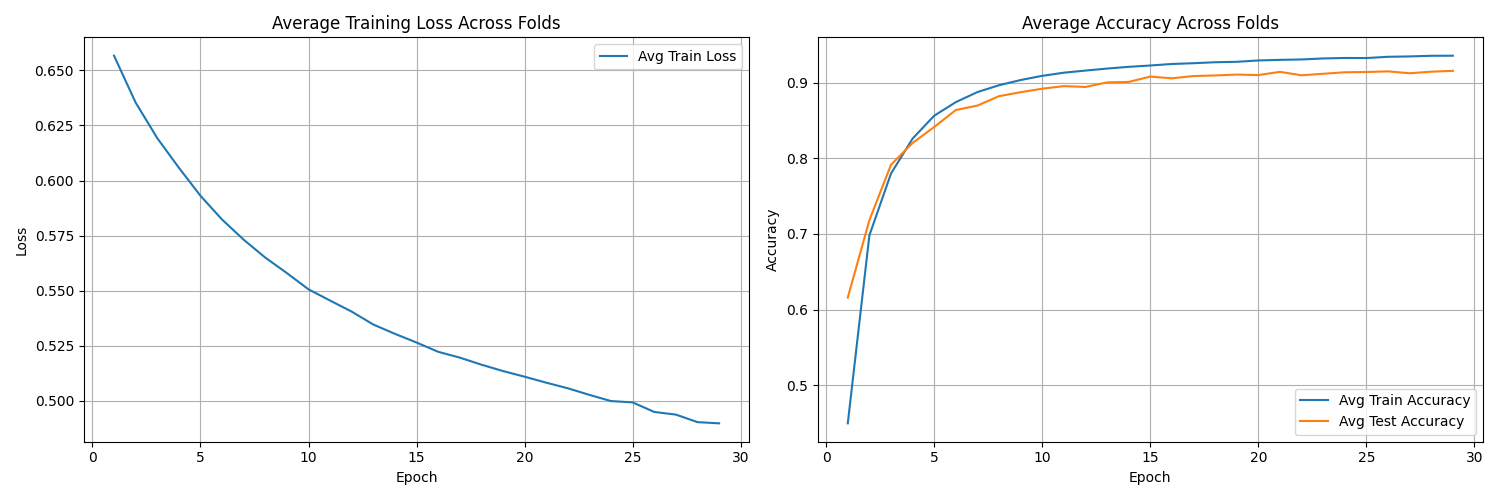 Average Training Loss Across Folds
Avg Train Loss
0.650
0.625
0.600
0.575
0.550
0.525
0.500
Loss
0 5 10 15 20 25 30
Epoch
Average Accuracy Across Folds
0.9
0.8
0.7
0.6
0.5
Accuracy
Avg Train Accuracy
Avg Test Accuracy
0 5 10 15 20 25 30
Epoch